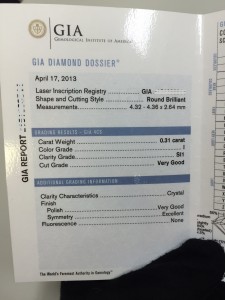 GIA
GEMOLOGICAL INSTITUTE OF AMERICA
GIA DIAMOND DOSSIER
April 17, 2013
Laser Inscription Registry GIA
Shape and Cutting Style Round Brilliant
Measurements 4.33 - 4.36 x 2.64 mm
GRADING RESULTS - GIA 4CS
Carat Weight 0.31 carat
Color Grade I
Clarity Grade SI1
Cut Grade Very Good
ADDITIONAL GRADING INFORMATION
Clarity Characteristics Crystal
Finish
Polish Very Good
Symmetry Excellent
Fluorescence None
The World's Foremost Authority in Gemology
GIA REPORT